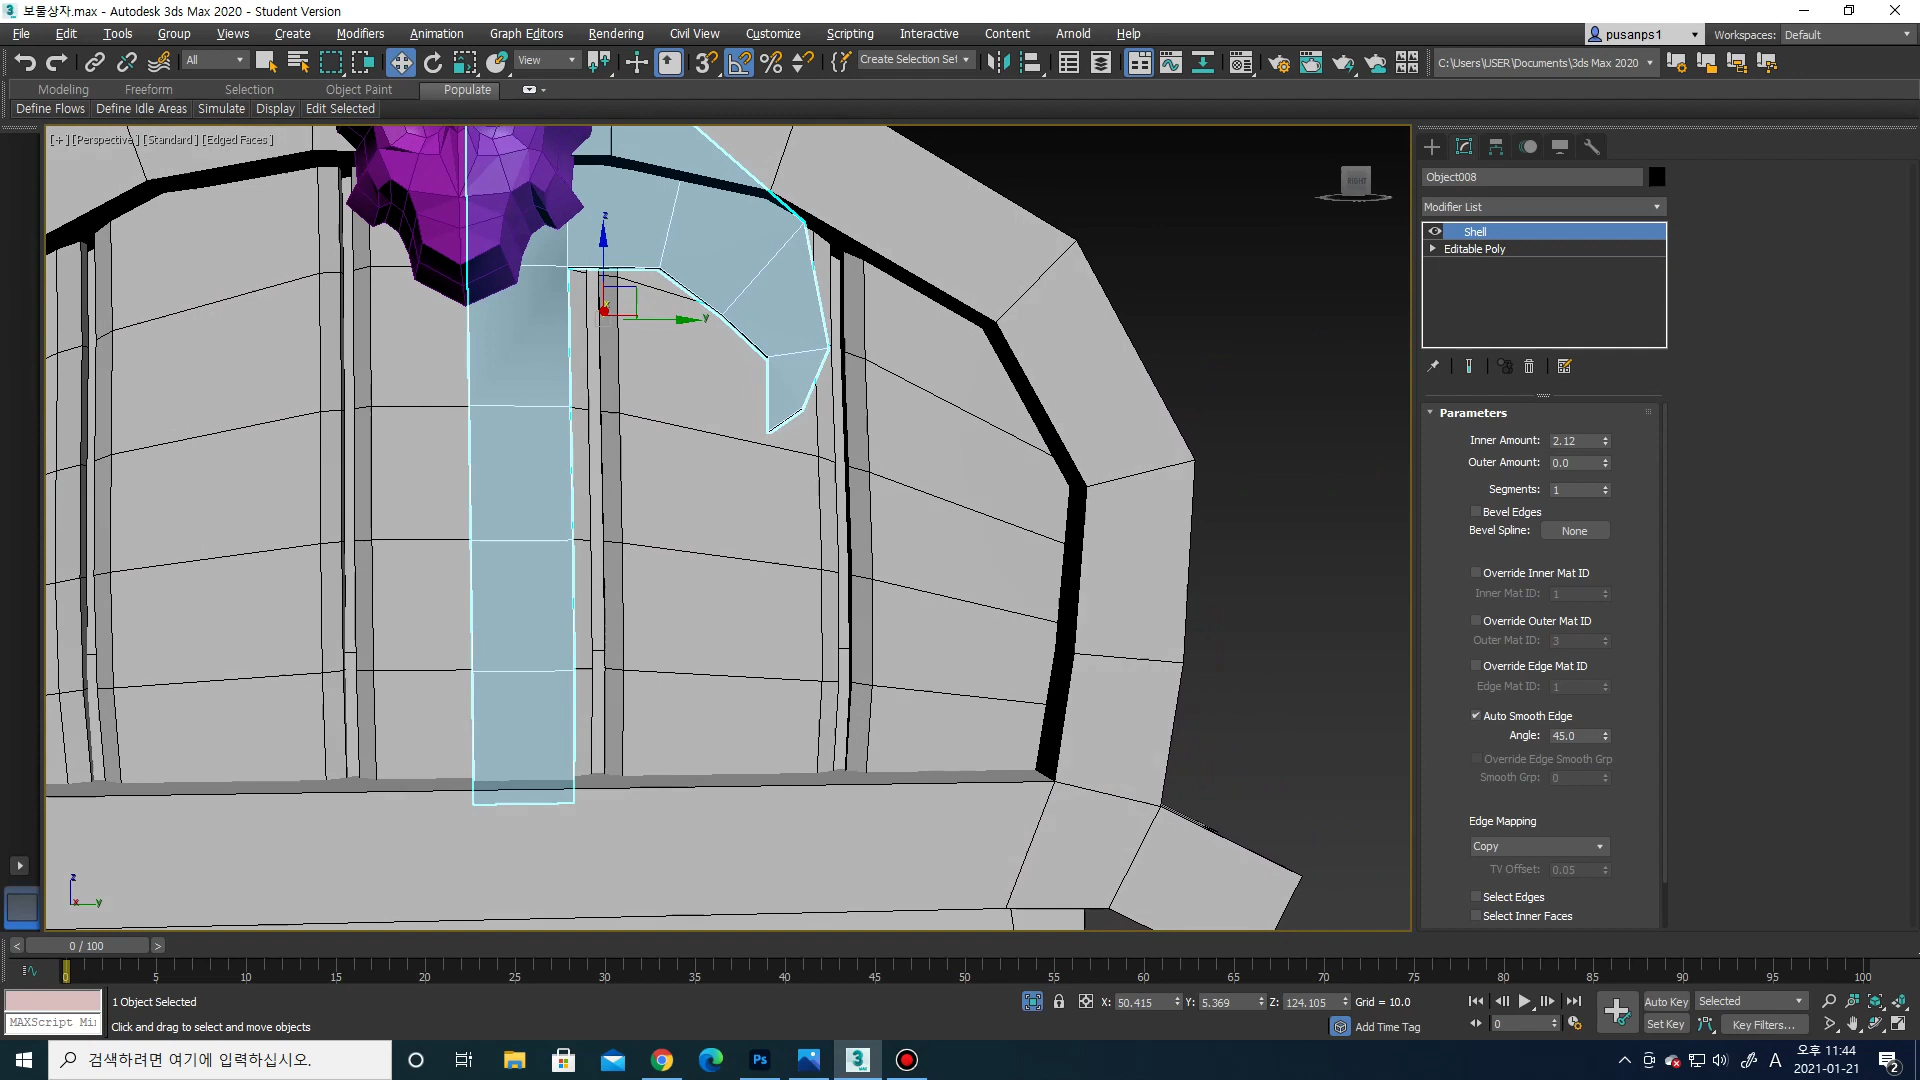 보물상자.max - Autodesk 3ds Max 2020 - Student Version
File Edit Tools Group Views Create Modifiers Animation Graph Editors Rendering Civil View Customize Scripting Interactive Content Arnold Help
pusanps1
Workspaces: Default
All
View
Create Selection Set
C:\Users\USER\Documents\3ds Max 2020
Modeling Freeform Selection Object Paint Populate
Define Flows Define Idle Areas Simulate Display Edit Selected
[+] [Perspective] [Standard] [Edged Faces]
RIGHT
z
x
y
z
x
y
Object008
Modifier List
Shell
Editable Poly
Parameters
Inner Amount: 2.12
Outer Amount: 0.0
Segments: 1
Bevel Edges
Bevel Spline: None
Override Inner Mat ID
Inner Mat ID: 1
Override Outer Mat ID
Outer Mat ID: 3
Override Edge Mat ID
Edge Mat ID: 1
Auto Smooth Edge
Angle: 45.0
Override Edge Smooth Grp
Smooth Grp: 0
Edge Mapping
Copy
TV Offset: 0.05
Select Edges
Select Inner Faces
< 0 / 100 >
0 5 10 15 20 25 30 35 40 45 50 55 60 65 70 75 80 85 90 95 100
1 Object Selected
X: 50.415 Y: 5.369 Z: 124.105 Grid = 10.0
Auto Key Selected
MAXScript Mi
Click and drag to select and move objects
Add Time Tag
0
Set Key Key Filters...
검색하려면 여기에 입력하십시오.
Ps
3
A
오후 11:44
2021-01-21
2